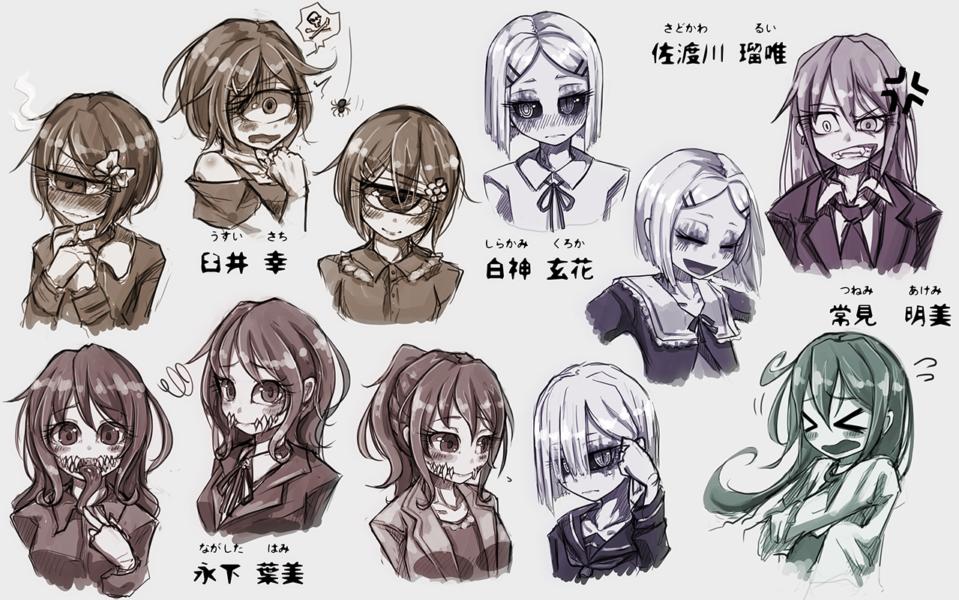 さどかわ るい
佐渡川 瑠唯
うすい さち
臼井 幸
しらかみ くろか
白神 玄花
つねみ あけみ
常見 明美
ながした はみ
永下 葉美